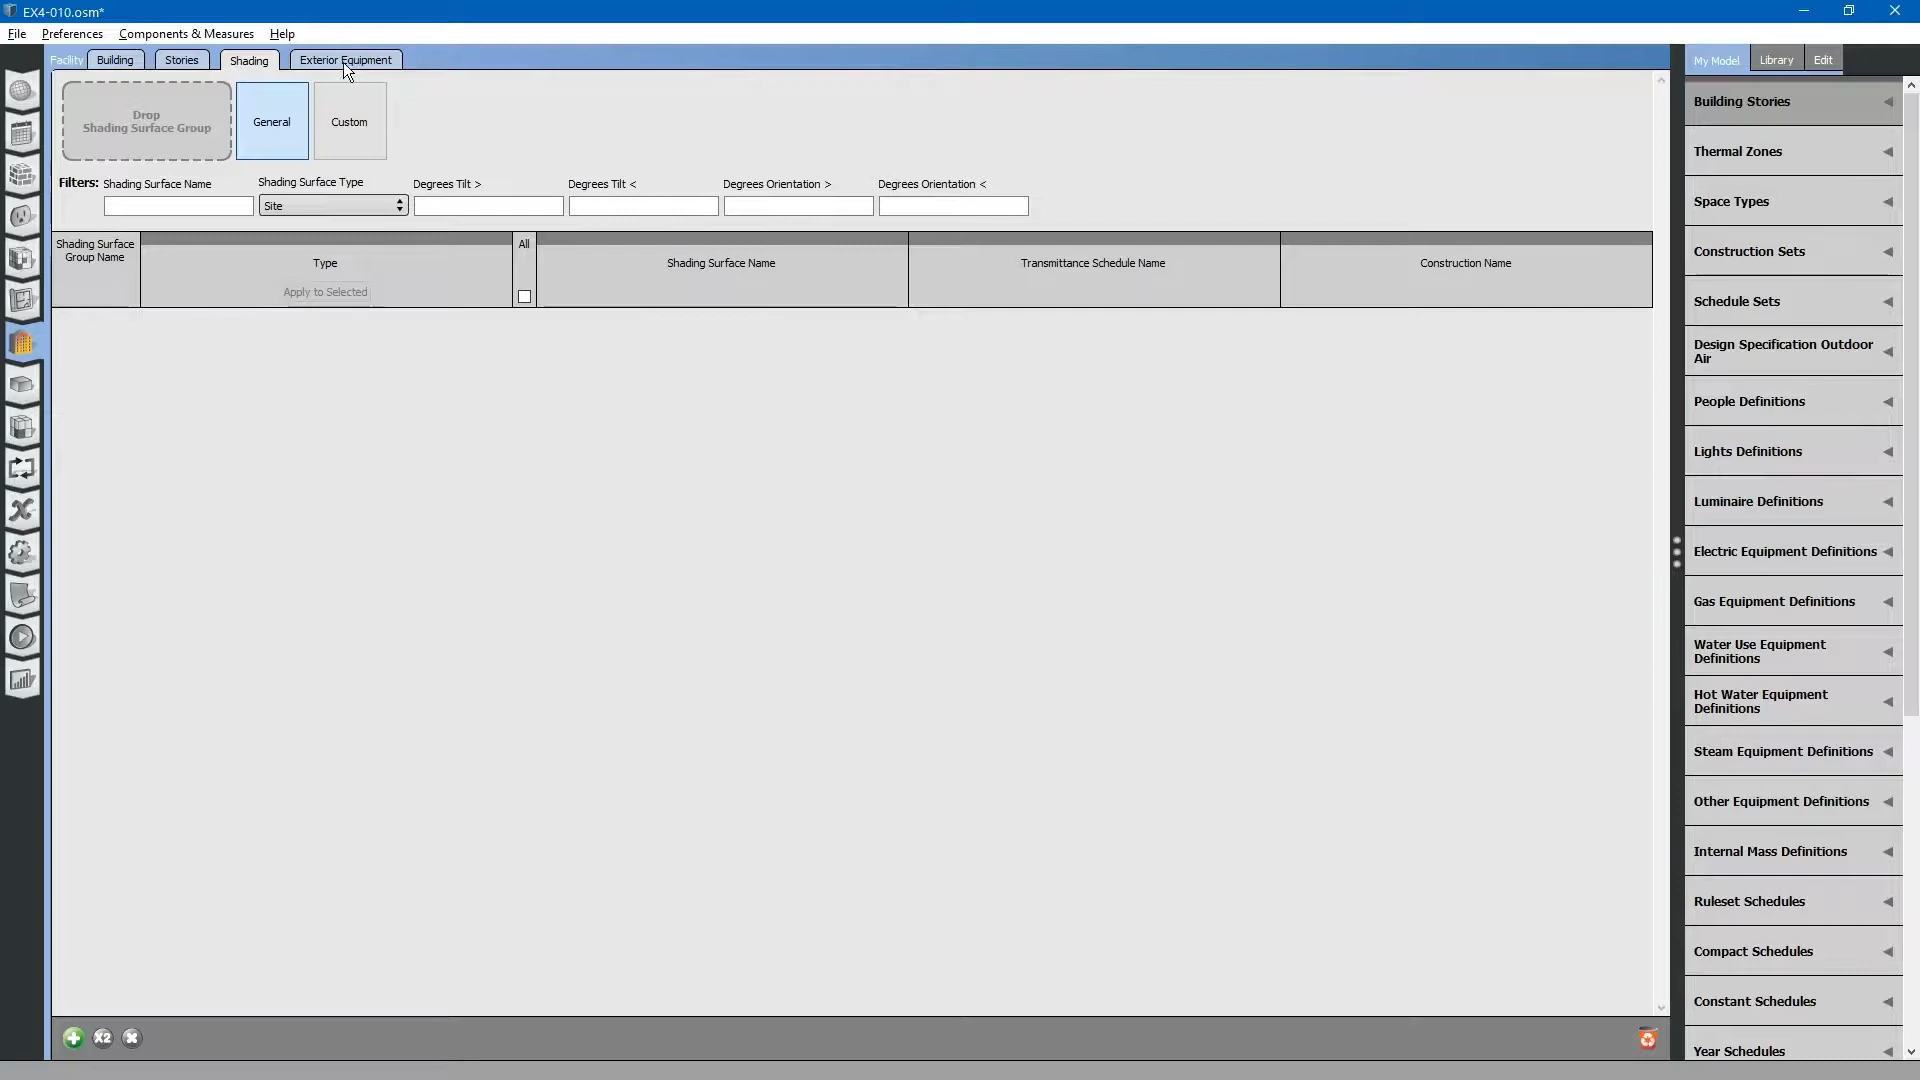 EX4-010.osm*
File Preferences Components & Measures Help
Facility Building Stories Shading Exterior Equipment
My Model Library Edit
Drop
Shading Surface Group
General
Custom
Filters: Shading Surface Name Shading Surface Type Degrees Tilt > Degrees Tilt < Degrees Orientation > Degrees Orientation <
Site
Shading Surface
Group Name
Type
Apply to Selected
All
Shading Surface Name
Transmittance Schedule Name
Construction Name
X2
Building Stories
Thermal Zones
Space Types
Construction Sets
Schedule Sets
Design Specification Outdoor
Air
People Definitions
Lights Definitions
Luminaire Definitions
Electric Equipment Definitions
Gas Equipment Definitions
Water Use Equipment
Definitions
Hot Water Equipment
Definitions
Steam Equipment Definitions
Other Equipment Definitions
Internal Mass Definitions
Ruleset Schedules
Compact Schedules
Constant Schedules
Year Schedules